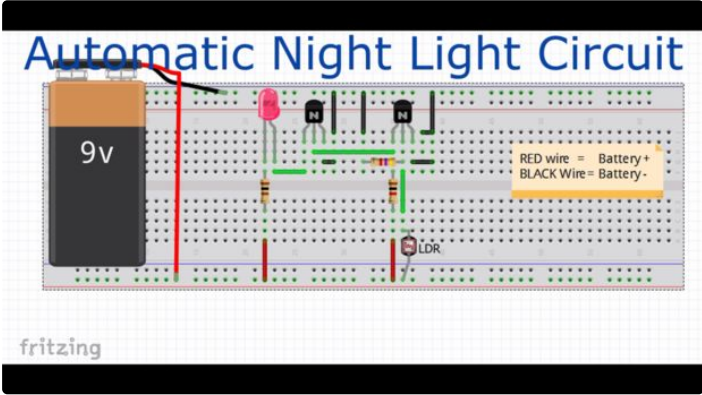 Automatic Night Light Circuit
9v
N
N
RED wire = Battery+
BLACK Wire= Battery-
LDR
fritzing